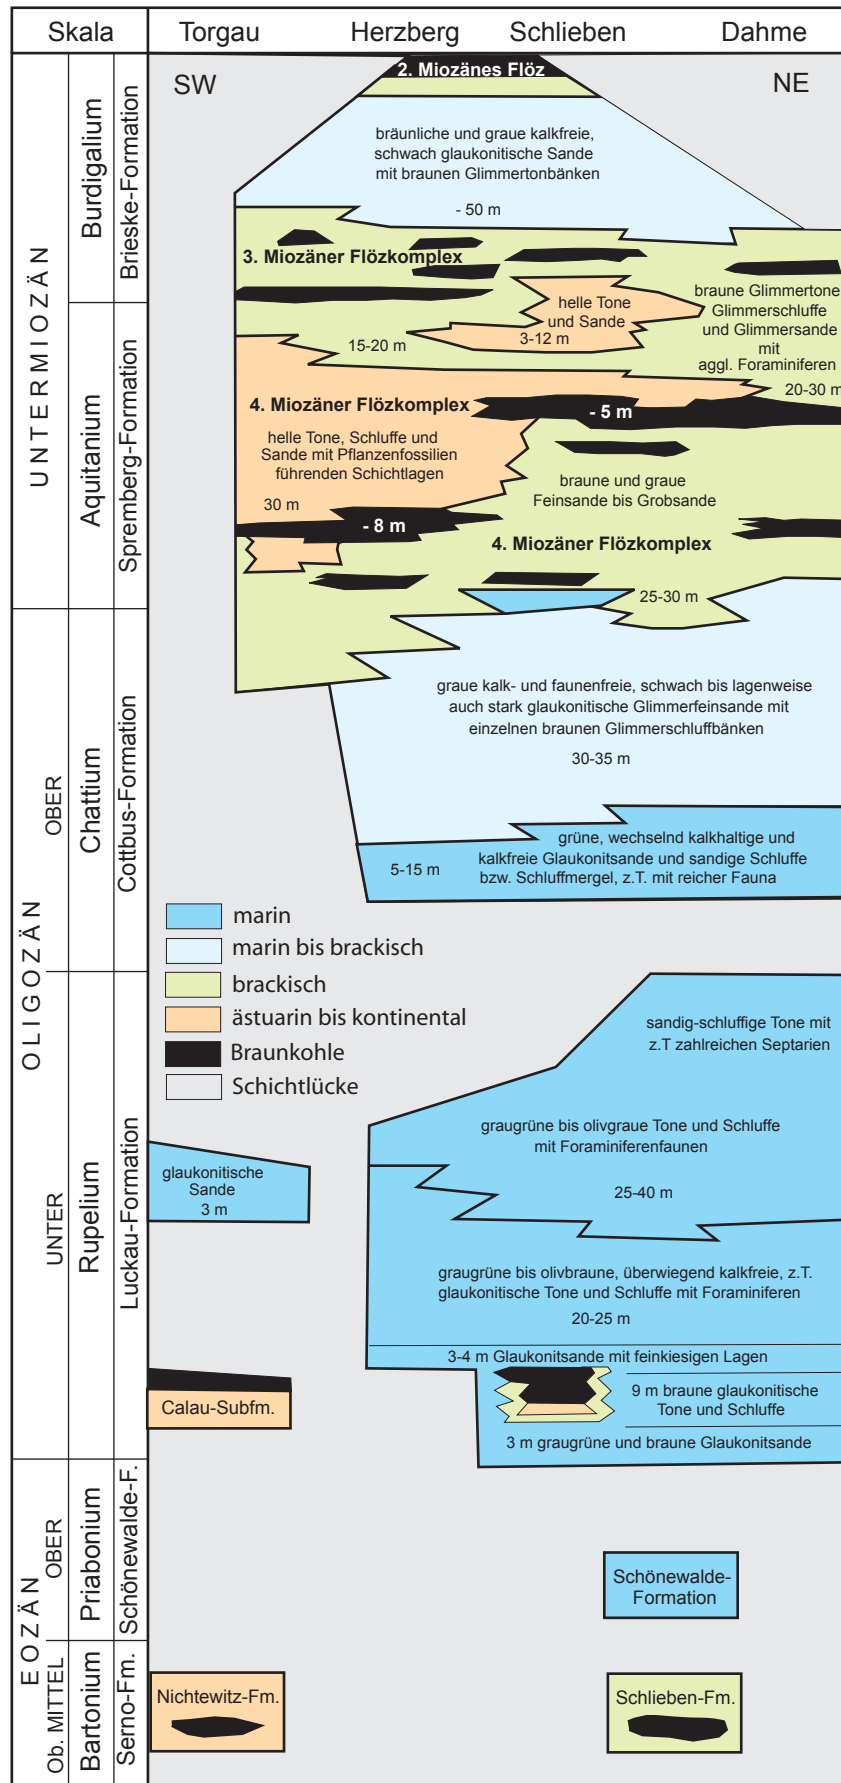 Skala
Torgau
Herzberg
Schlieben
Dahme
UNTERMIOZÄN
Burdigalium
Brieske-Formation
Aquitanium
Spremberg-Formation
OLIGOZÄN
OBER
Chattium
Cottbus-Formation
UNTER
Rupelium
Luckau-Formation
EOZÄN
OBER
Priabonium
Schönewalde-F.
Ob. MITTEL
Bartonium
Serno-Fm.
SW
NE
2. Miozänes Flöz
bräunliche und graue kalkfreie,
schwach glaukonitische Sande
mit braunen Glimmertonbänken
- 50 m
3. Miozäner Flözkomplex
helle Tone
und Sande
3-12 m
15-20 m
braune Glimmertone
Glimmerschluffe
und Glimmersande
mit
aggl. Foraminiferen
20-30 m
4. Miozäner Flözkomplex
- 5 m
helle Tone, Schluffe und
Sande mit Pflanzenfossilien
führenden Schichtlagen
30 m
braune und graue
Feinsande bis Grobsande
- 8 m
4. Miozäner Flözkomplex
25-30 m
graue kalk- und faunenfreie, schwach bis lagenweise
auch stark glaukonitische Glimmerfeinsande mit
einzelnen braunen Glimmerschluffbänken
30-35 m
grüne, wechselnd kalkhaltige und
kalkfreie Glaukonitsande und sandige Schluffe
bzw. Schluffmergel, z.T. mit reicher Fauna
5-15 m
marin
marin bis brackisch
brackisch
ästuarin bis kontinental
Braunkohle
Schichtlücke
sandig-schluffige Tone mit
z.T zahlreichen Septarien
graugrüne bis olivgraue Tone und Schluffe
mit Foraminiferenfaunen
25-40 m
glaukonitische
Sande
3 m
graugrüne bis olivbraune, überwiegend kalkfreie, z.T.
glaukonitische Tone und Schluffe mit Foraminiferen
20-25 m
3-4 m Glaukonitsande mit feinkiesigen Lagen
9 m braune glaukonitische
Tone und Schluffe
3 m graugrüne und braune Glaukonitsande
Calau-Subfm.
Schönewalde-
Formation
Nichtewitz-Fm.
Schlieben-Fm.